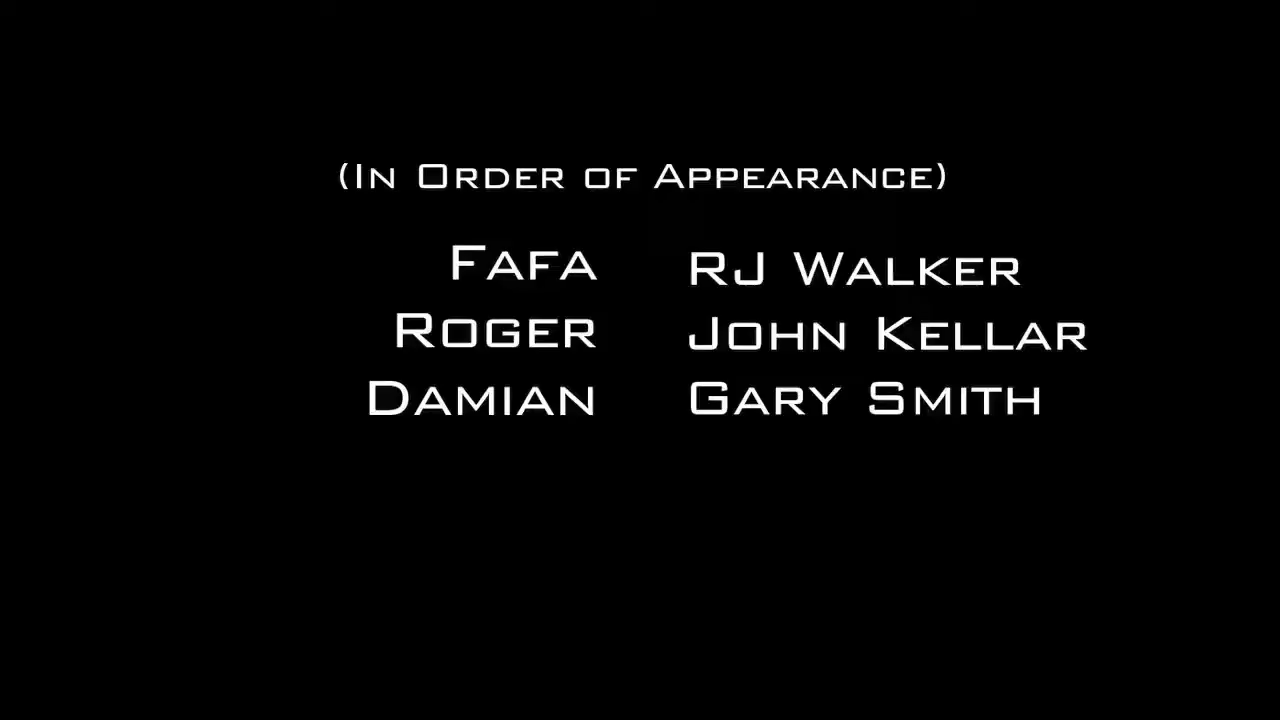 (In Order of Appearance)
Fafa RJ Walker
Roger John Kellar
Damian Gary Smith